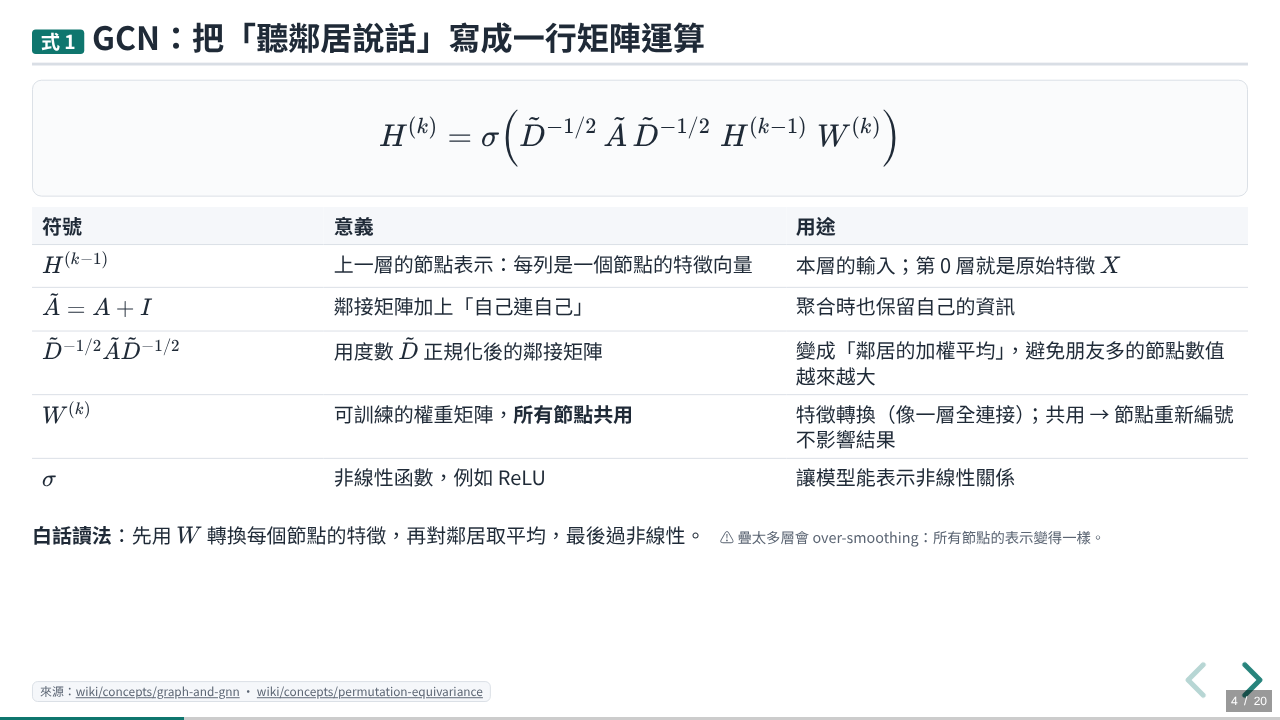 式 1 GCN：把「聽鄰居說話」寫成一行矩陣運算
H^{(k)} = σ( D̃^{−1/2} Ã D̃^{−1/2} H^{(k−1)} W^{(k)} )
符號 意義 用途
H^{(k−1)} 上一層的節點表示：每列是一個節點的特徵向量 本層的輸入；第 0 層就是原始特徵 X
Ã = A + I 鄰接矩陣加上「自己連自己」 聚合時也保留自己的資訊
D̃^{−1/2}ÃD̃^{−1/2} 用度數 D̃ 正規化後的鄰接矩陣 變成「鄰居的加權平均」，避免朋友多的節點數值
越來越大
W^{(k)} 可訓練的權重矩陣，所有節點共用 特徵轉換（像一層全連接）；共用 → 節點重新編號
不影響結果
σ 非線性函數，例如 ReLU 讓模型能表示非線性關係
白話讀法：先用 W 轉換每個節點的特徵，再對鄰居取平均，最後過非線性。 ⚠ 疊太多層會 over-smoothing：所有節點的表示變得一樣。
來源：wiki/concepts/graph-and-gnn · wiki/concepts/permutation-equivariance
4 / 20